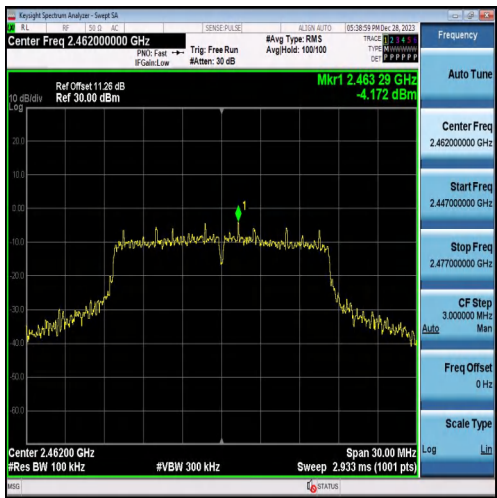 Keysight Spectrum Analyzer - Swept SA
RL RF 50 Ω AC SENSE:PULSE ALIGN AUTO 05:38:59 PM Dec 28, 2023
Center Freq 2.462000000 GHz
PNO: Fast
IFGain:Low
Trig: Free Run
#Atten: 30 dB
#Avg Type: RMS
Avg|Hold: 100/100
TRACE 1 2 3 4 5 6
TYPE M W W W W W
DET P P P P P P
Frequency
Auto Tune
Center Freq
2.462000000 GHz
Start Freq
2.447000000 GHz
Stop Freq
2.477000000 GHz
CF Step
3.000000 MHz
Auto Man
Freq Offset
0 Hz
Scale Type
Log Lin
Mkr1 2.463 29 GHz
-4.172 dBm
Ref Offset 11.26 dB
10 dB/div Ref 30.00 dBm
Log
20.0
10.0
0.00
1
-10.0
-20.0
-30.0
-40.0
-50.0
-60.0
Center 2.46200 GHz Span 30.00 MHz
#Res BW 100 kHz #VBW 300 kHz Sweep 2.933 ms (1001 pts)
MSG STATUS